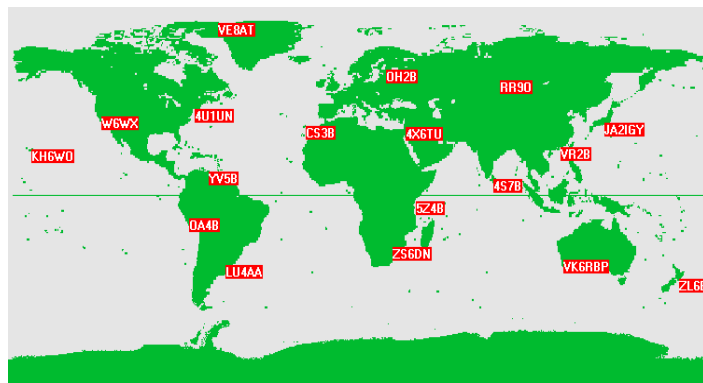 VE8AT
OH2B
RR9O
4U1UN
W6WX
CS3B
4X6TU
JA2IGY
KH6WO
VR2B
YV5B
4S7B
5Z4B
OA4B
ZS6DN
LU4AA
VK6RBP